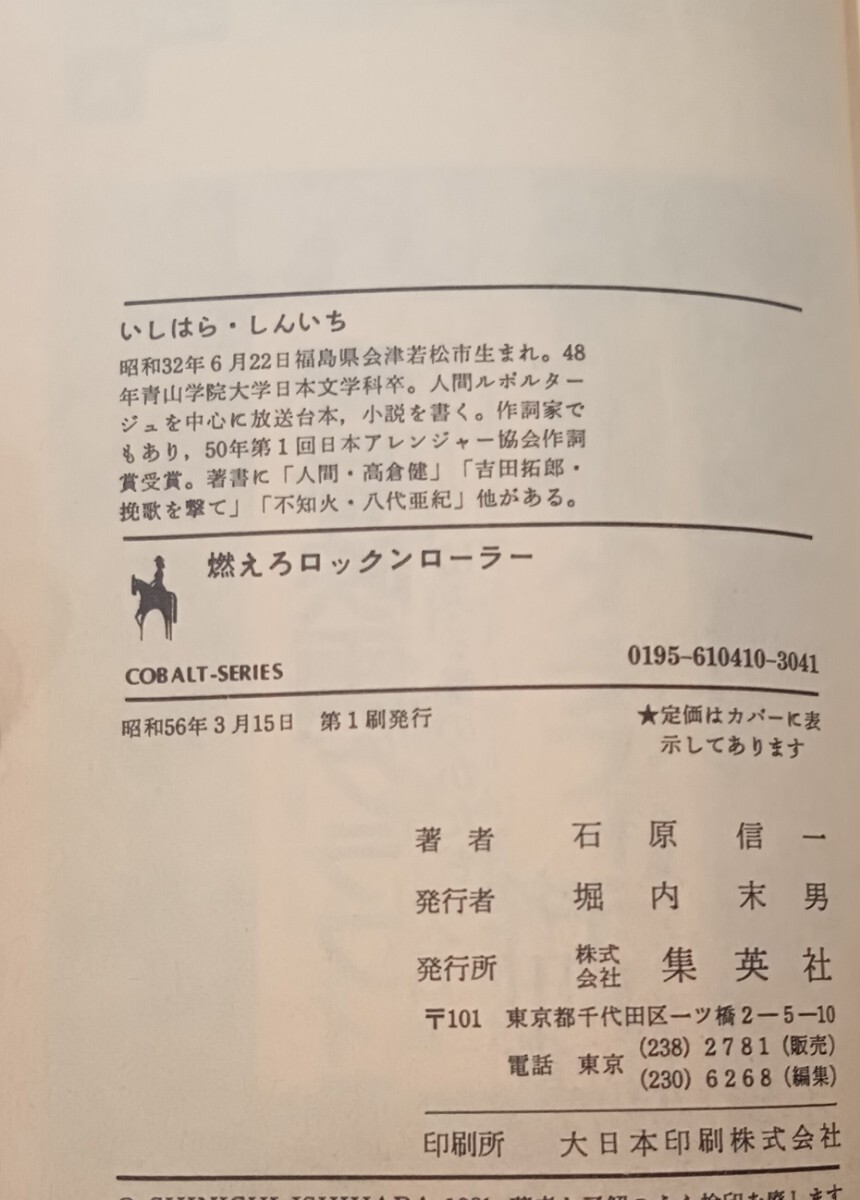 いしはら・しんいち
昭和32年6月22日福島県会津若松市生まれ。48
年青山学院大学日本文学科卒。人間ルポルター
ジュを中心に放送台本，小説を書く。作詞家で
もあり，50年第1回日本アレンジャー協会作詞
賞受賞。著書に「人間・高倉健」「吉田拓郎・
挽歌を撃て」「不知火・八代亜紀」他がある。
燃えろロックンローラー
COBALT-SERIES
0195-610410-3041
昭和56年3月15日 第1刷発行
★定価はカバーに表
示してあります
著者 石原信一
発行者 堀内末男
発行所 株式会社 集英社
〒101 東京都千代田区一ツ橋2-5-10
電話 東京 (238) 2781 (販売)
(230) 6268 (編集)
印刷所 大日本印刷株式会社
© SHINICHI ISHIHARA 1981